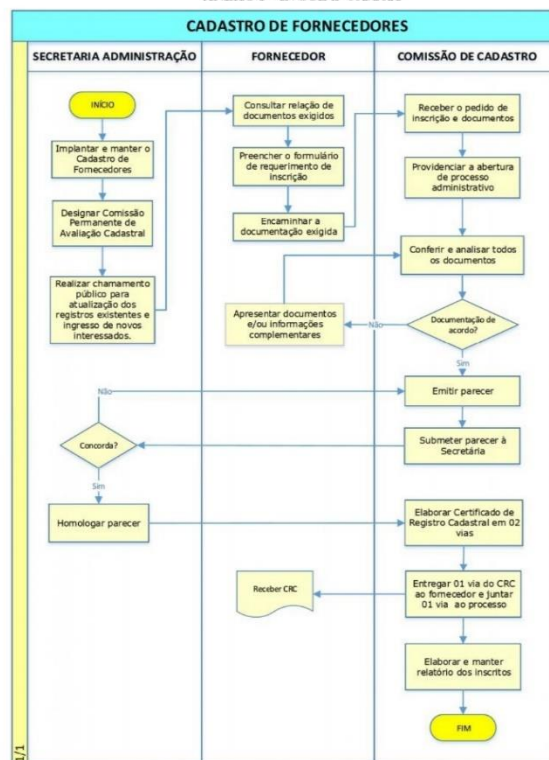 CADASTRO DE FORNECEDORES
SECRETARIA ADMINISTRAÇÃO
FORNECEDOR
COMISSÃO DE CADASTRO
INÍCIO
Implantar e manter o
Cadastro de
Fornecedores
Designar Comissão
Permanente de
Avaliação Cadastral
Realizar chamamento
público para
atualização dos
registros existentes e
ingresso de novos
interessados.
Consultar relação de
documentos exigidos
Preencher o formulário
de requerimento de
inscrição
Encaminhar a
documentação exigida
Receber o pedido de
inscrição e documentos
Providenciar a abertura
de processo
administrativo
Conferir e analisar todos
os documentos
Documentação de
acordo?
Não
Apresentar documentos
e/ou informações
complementares
Sim
Emitir parecer
Submeter parecer à
Secretária
Não
Concorda?
Sim
Homologar parecer
Elaborar Certificado de
Registro Cadastral em 02
vias
Entregar 01 via do CRC
ao fornecedor e juntar
01 via ao processo
Receber CRC
Elaborar e manter
relatório dos inscritos
FIM
1/1